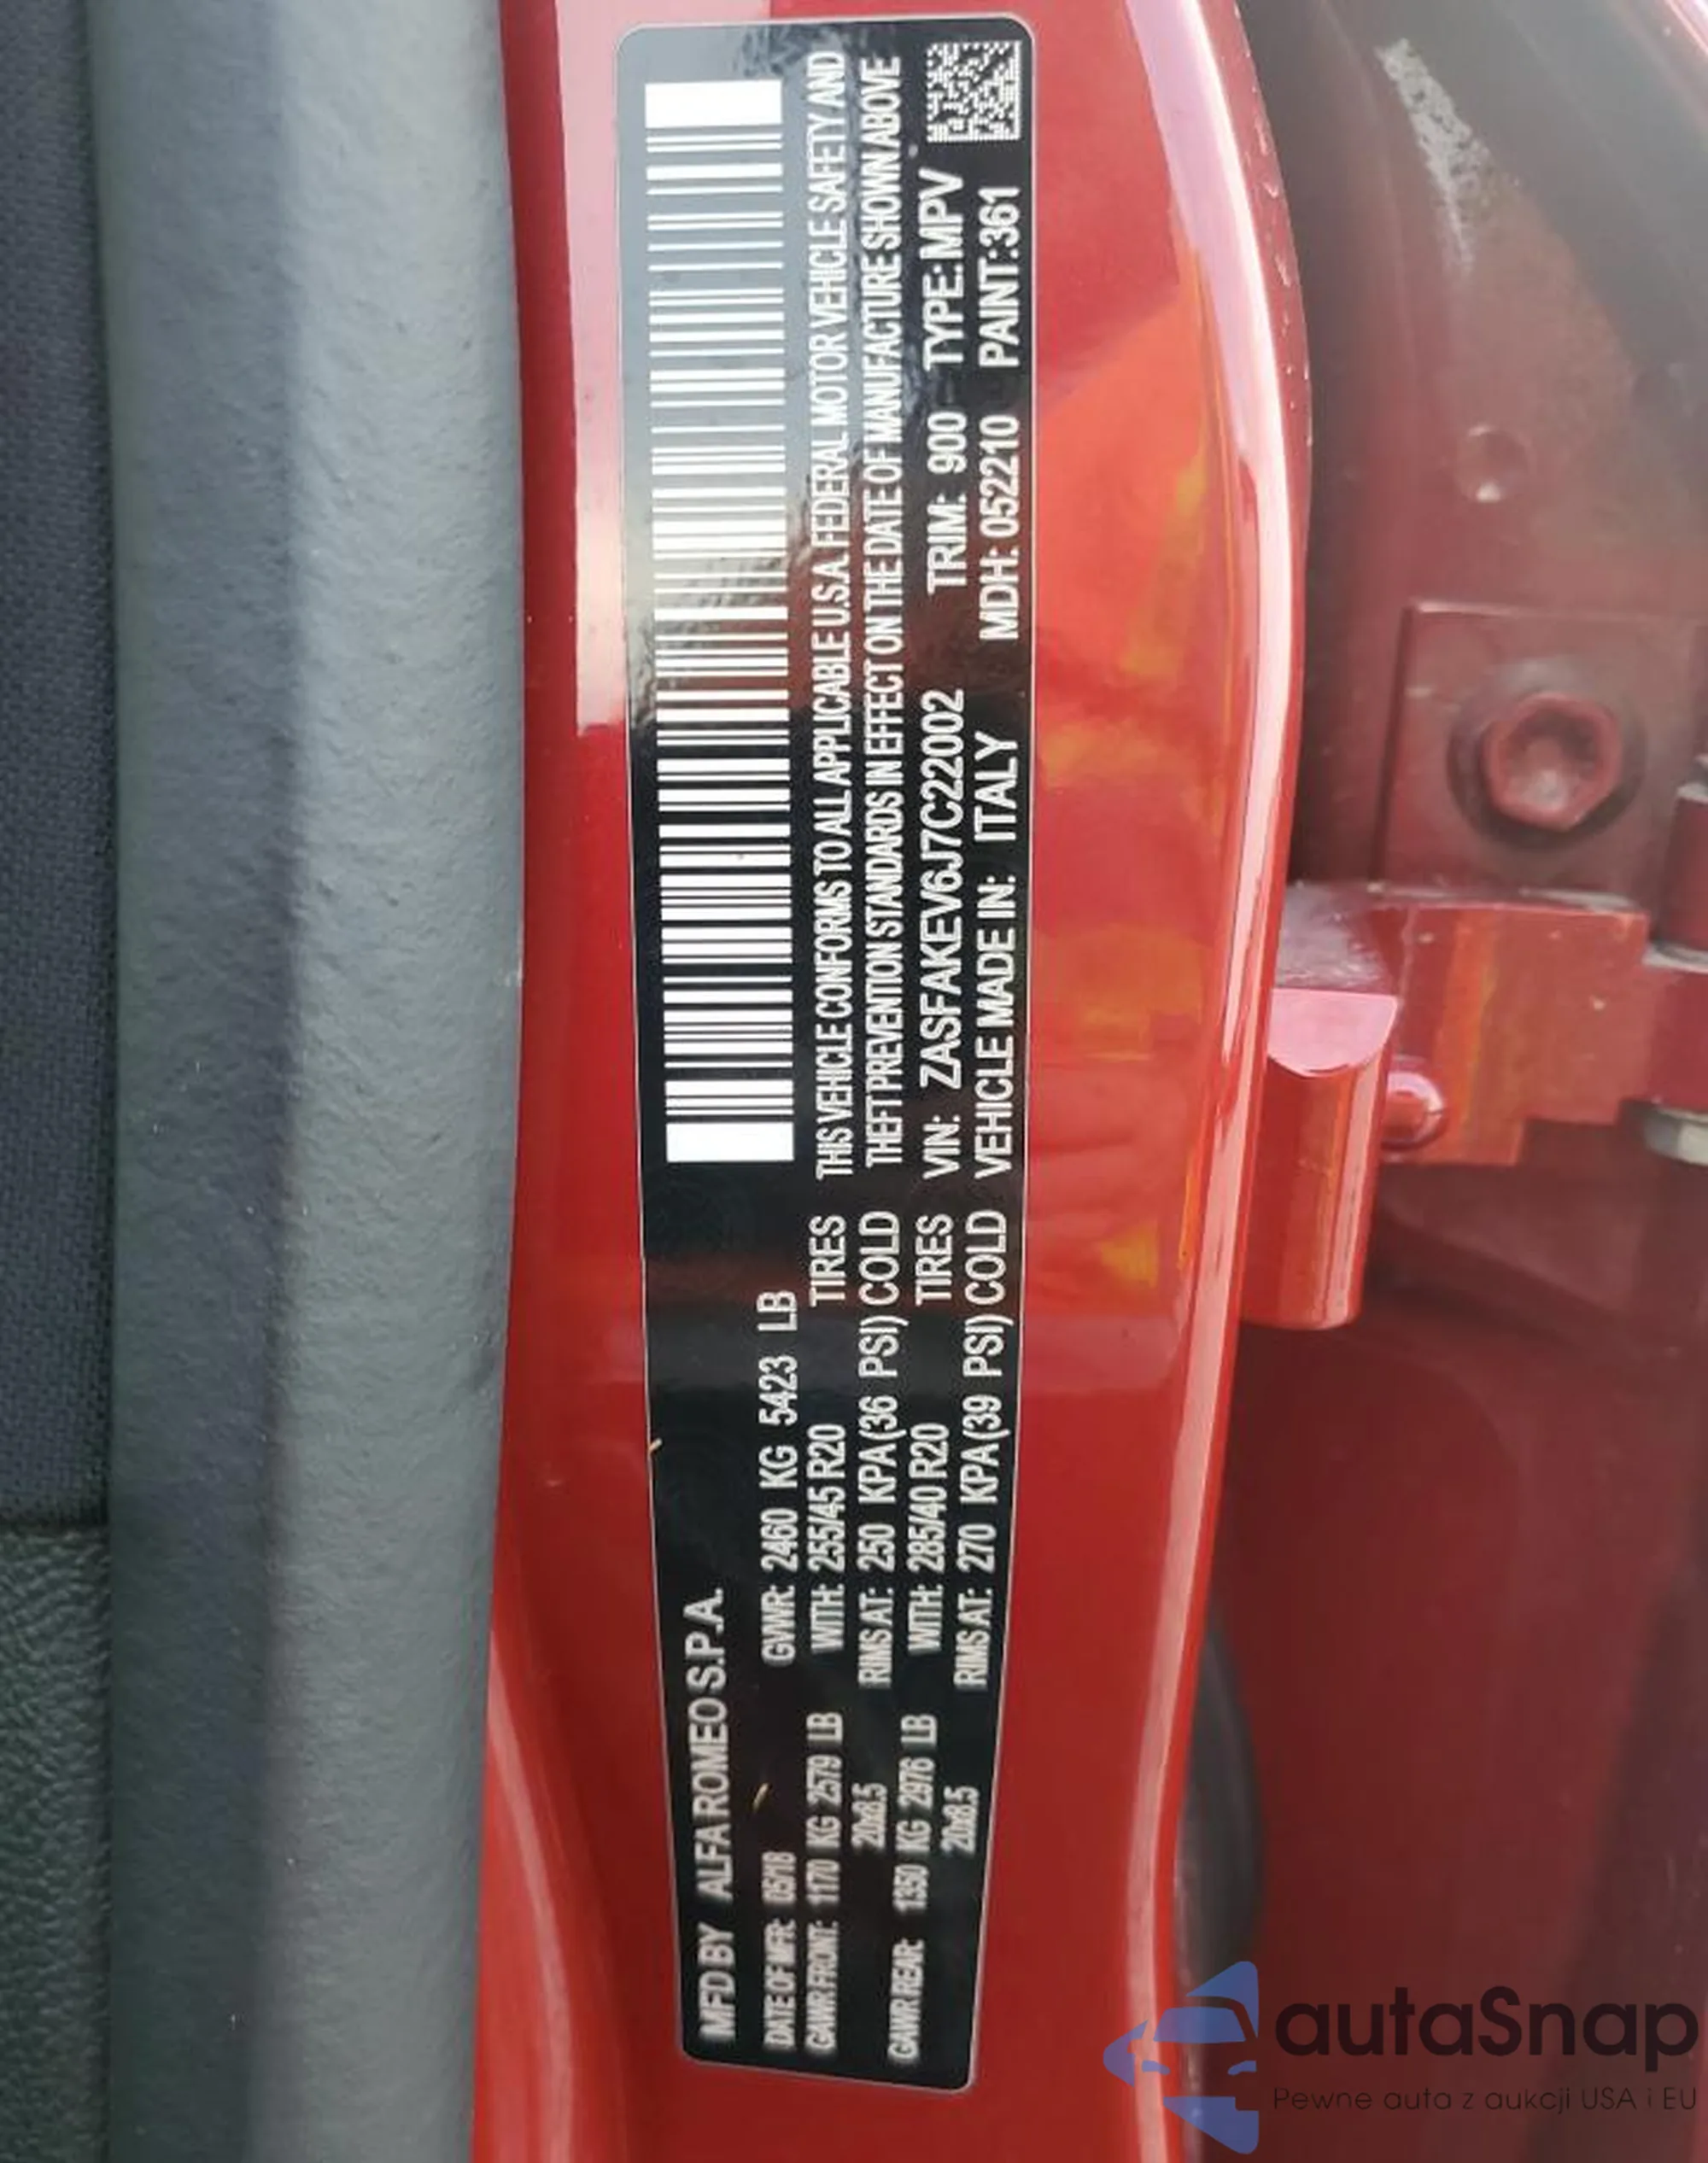 MFD BY ALFA ROMEO S.P.A.
DATE OF MFR: 05/18 GVWR: 2460 KG 5423 LB
GAWR FRONT: 1170 KG 2579 LB WITH: 255/45 R20 TIRES
20x8.5 RIMS AT: 250 KPA (36 PSI) COLD
GAWR REAR: 1350 KG 2976 LB WITH: 285/40 R20 TIRES
20x8.5 RIMS AT: 270 KPA (39 PSI) COLD
THIS VEHICLE CONFORMS TO ALL APPLICABLE U.S.A. FEDERAL MOTOR VEHICLE SAFETY AND
THEFT PREVENTION STANDARDS IN EFFECT ON THE DATE OF MANUFACTURE SHOWN ABOVE
VIN: ZASFAKEV6J7C22002 TRIM: 900 TYPE: MPV
VEHICLE MADE IN: ITALY MDH: 052210 PAINT: 361
autaSnap
Pewne auta z aukcji USA i EU